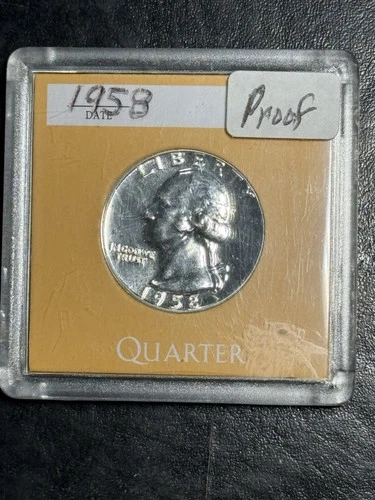 1958
Proof
DATE
LIBERTY
IN GOD WE
TRUST
1958
QUARTER